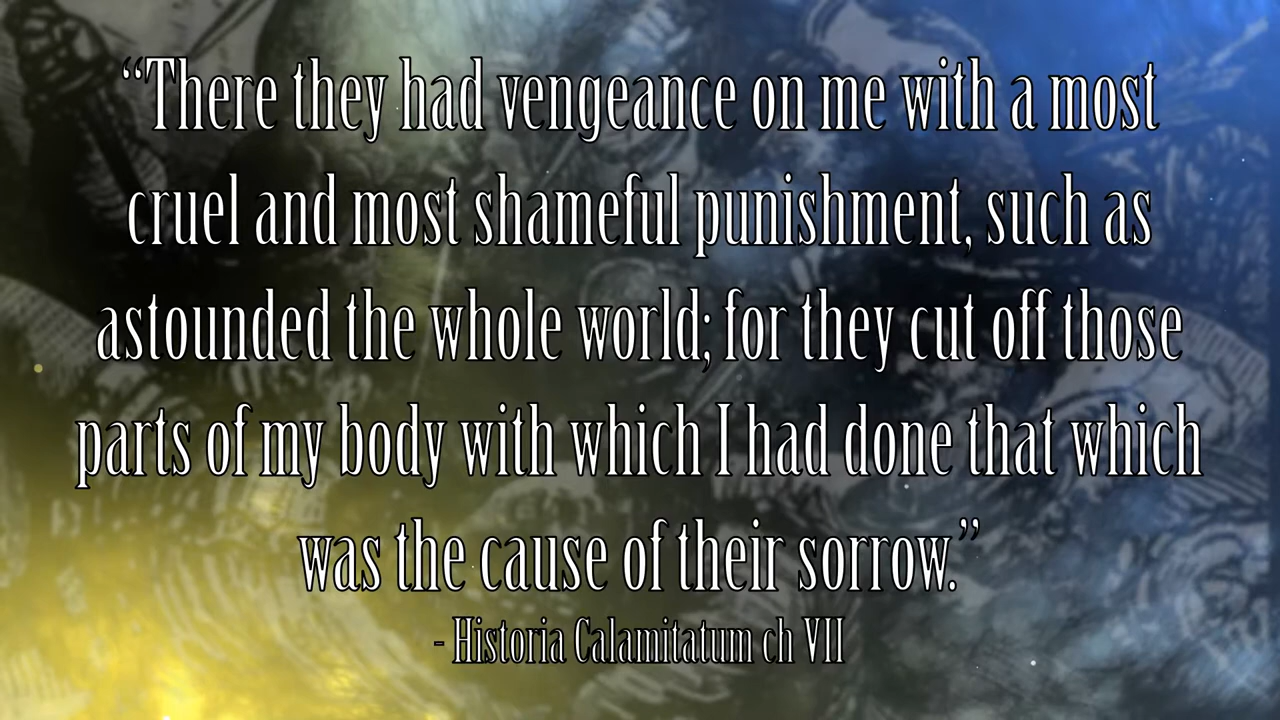 “There they had vengeance on me with a most
cruel and most shameful punishment, such as
astounded the whole world; for they cut off those
parts of my body with which I had done that which
was the cause of their sorrow.”
- Historia Calamitatum ch VII